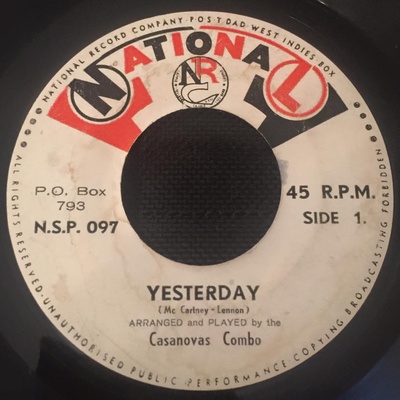 NATIONAL RECORD COMPANY · POST DAD · WEST INDIES BOX
NATIONAL
NRC
P.O. Box
793
N.S.P. 097
45 R.P.M.
SIDE 1.
YESTERDAY
(Mc Cartney - Lennon)
ARRANGED and PLAYED by the
Casanovas Combo
ALL RIGHTS RESERVED · UNAUTHORISED PUBLIC PERFORMANCE COPYING BROADCASTING FORBIDDEN